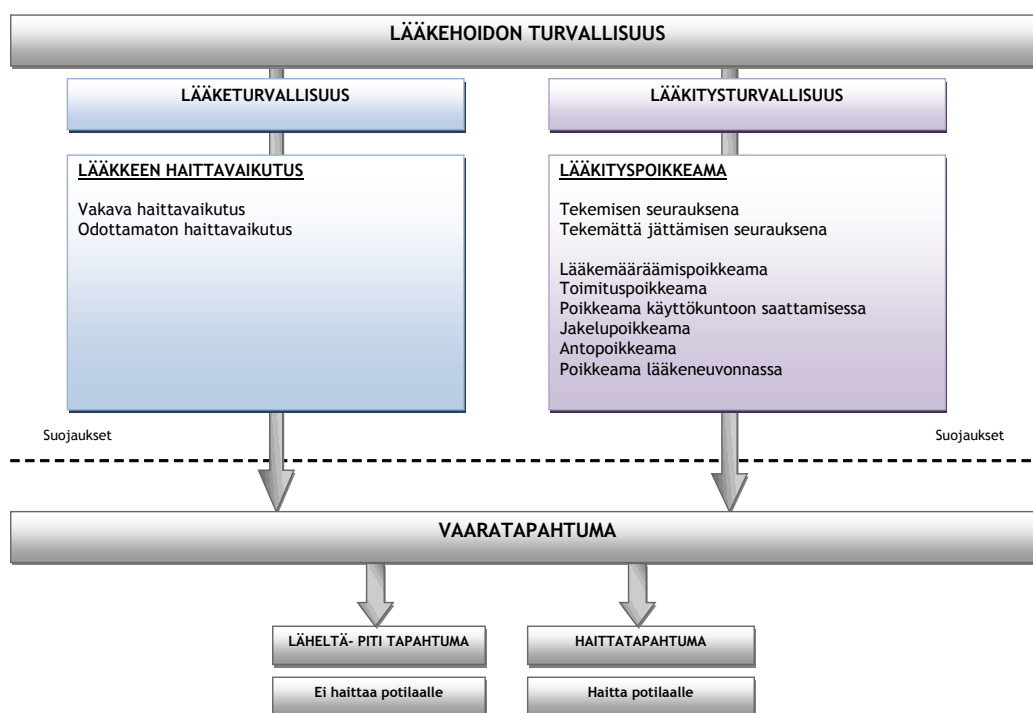 LÄÄKEHOIDON TURVALLISUUS
LÄÄKETURVALLISUUS
LÄÄKKEEN HAITTAVAIKUTUS
Vakava haittavaikutus
Odottamaton haittavaikutus
LÄÄKITYSTURVALLISUUS
LÄÄKITYSPOIKKEAMA
Tekemisen seurauksena
Tekemättä jättämisen seurauksena
Lääkemääräämispoikkeama
Toimituspoikkeama
Poikkeama käyttökuntoon saattamisessa
Jakelupoikkeama
Antopoikkeama
Poikkeama lääkeneuvonnassa
Suojaukset
Suojaukset
VAARATAPAHTUMA
LÄHELTÄ- PITI TAPAHTUMA
Ei haittaa potilaalle
HAITTATAPAHTUMA
Haitta potilaalle